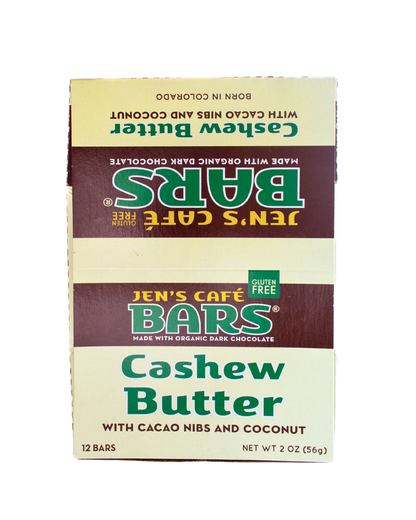 BORN IN COLORADO
WITH CACAO NIBS AND COCONUT
Cashew Butter
MADE WITH ORGANIC DARK CHOCOLATE
BARS®
JEN'S CAFÉ
GLUTEN
FREE
GLUTEN
FREE
JEN'S CAFÉ
BARS®
MADE WITH ORGANIC DARK CHOCOLATE
Cashew
Butter
WITH CACAO NIBS AND COCONUT
12 BARS NET WT 2 OZ (56g)